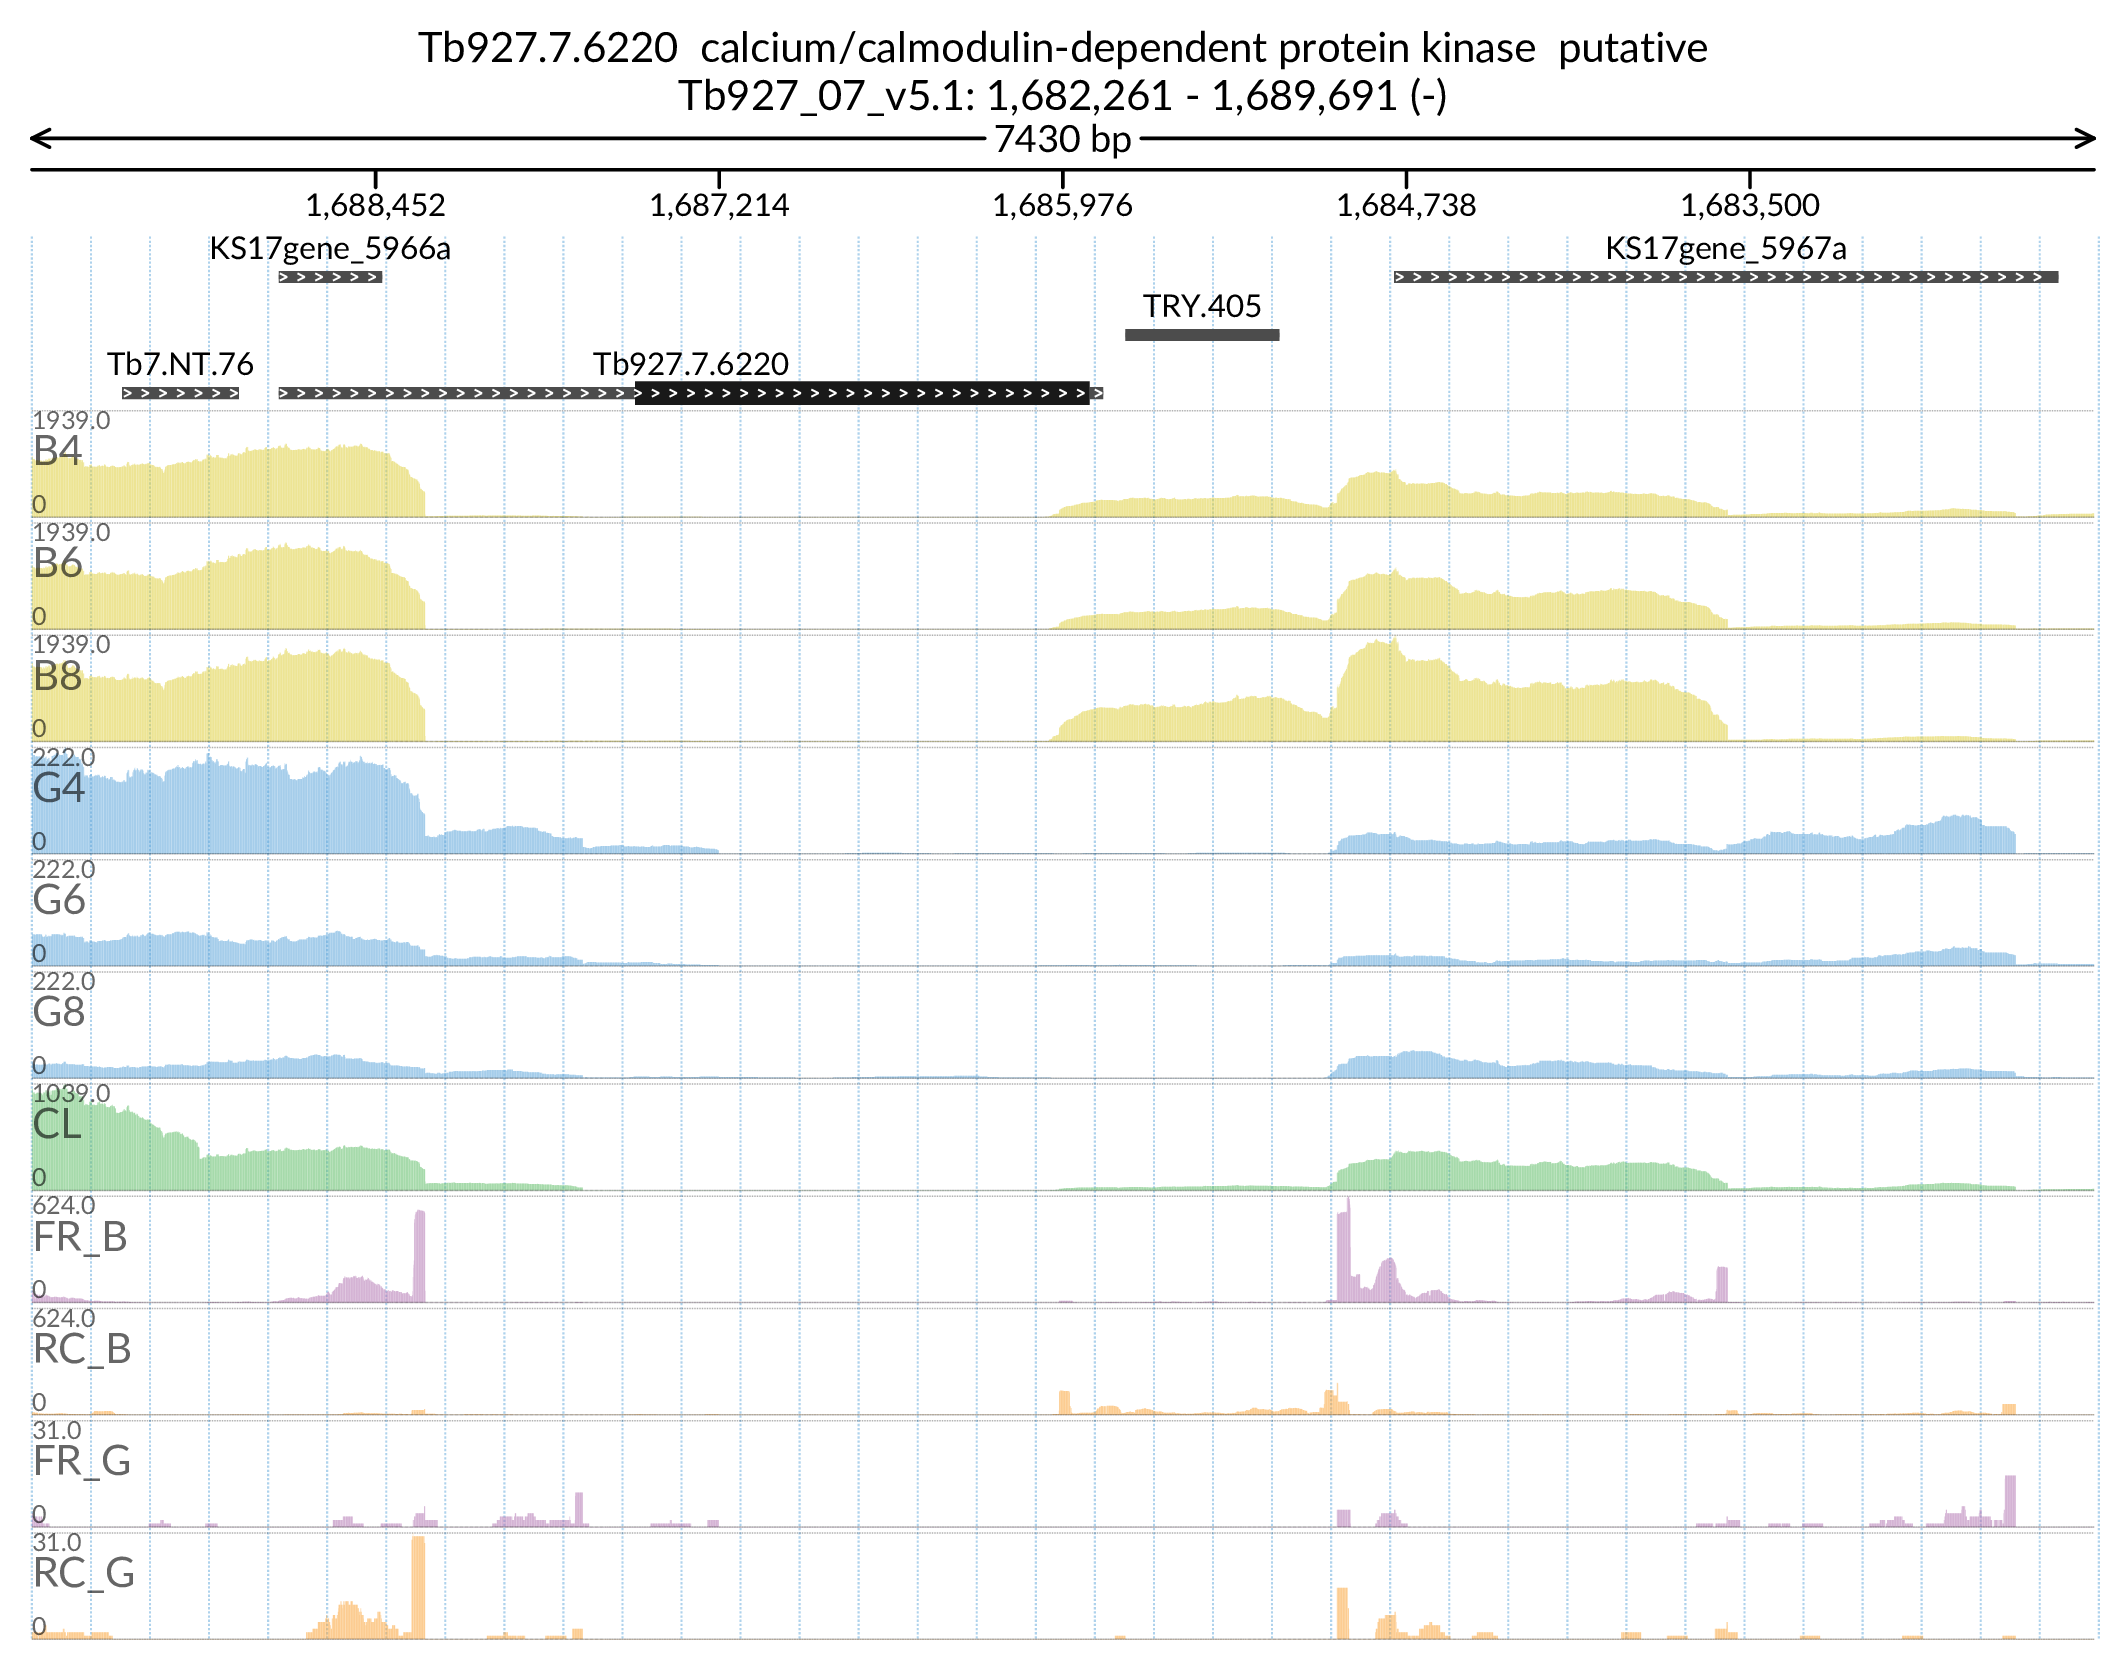 Tb927.7.6220 calcium/calmodulin-dependent protein kinase putative
Tb927_07_v5.1: 1,682,261 - 1,689,691 (-)
7430 bp
1,688,452 1,687,214 1,685,976 1,684,738 1,683,500
KS17gene_5966a KS17gene_5967a
TRY.405
Tb7.NT.76 Tb927.7.6220
1939.0
B4
0
1939.0
B6
0
1939.0
B8
0
222.0
G4
0
222.0
G6
0
222.0
G8
0
1039.0
CL
0
624.0
FR_B
0
624.0
RC_B
0
31.0
FR_G
0
31.0
RC_G
0